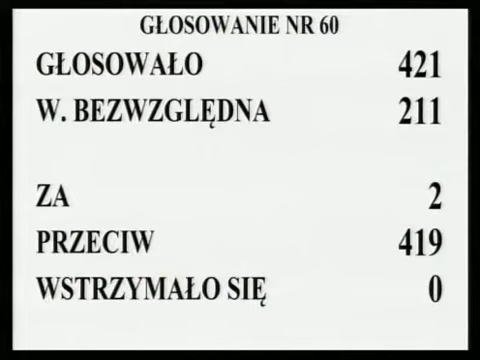 GŁOSOWANIE NR 60
GŁOSOWAŁO 421
W. BEZWZGLĘDNA 211
ZA 2
PRZECIW 419
WSTRZYMAŁO SIĘ 0